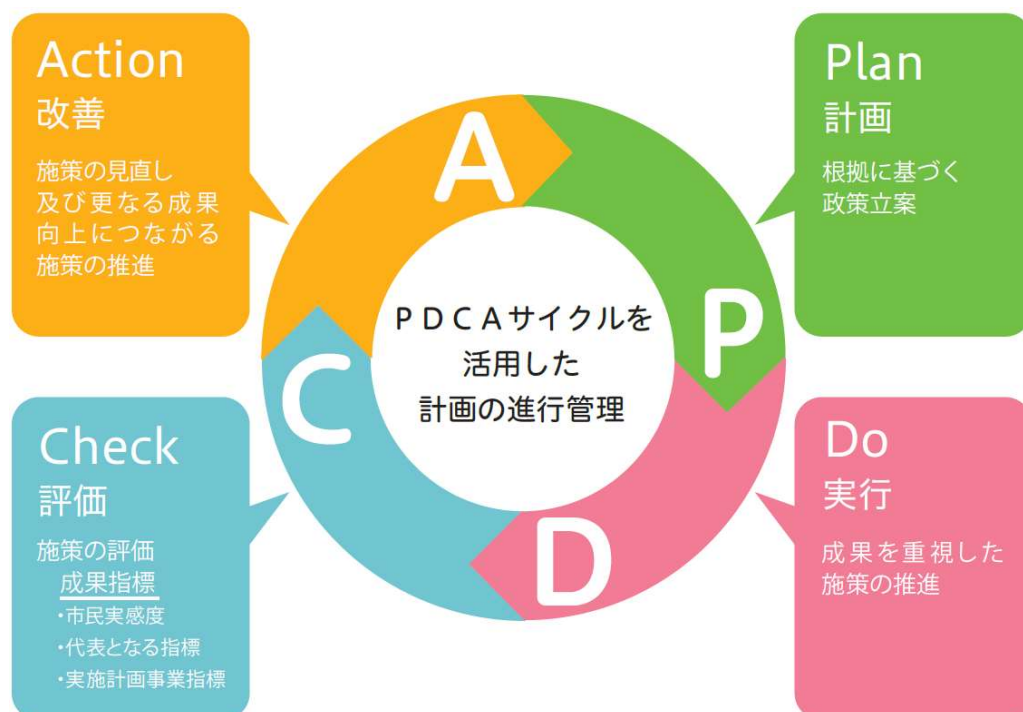 Action
改善
施策の見直し
及び更なる成果
向上につながる
施策の推進
Plan
計画
根拠に基づく
政策立案
A
P
PDCAサイクルを
活用した
計画の進行管理
C
D
Check
評価
施策の評価
成果指標
・市民実感度
・代表となる指標
・実施計画事業指標
Do
実行
成果を重視した
施策の推進